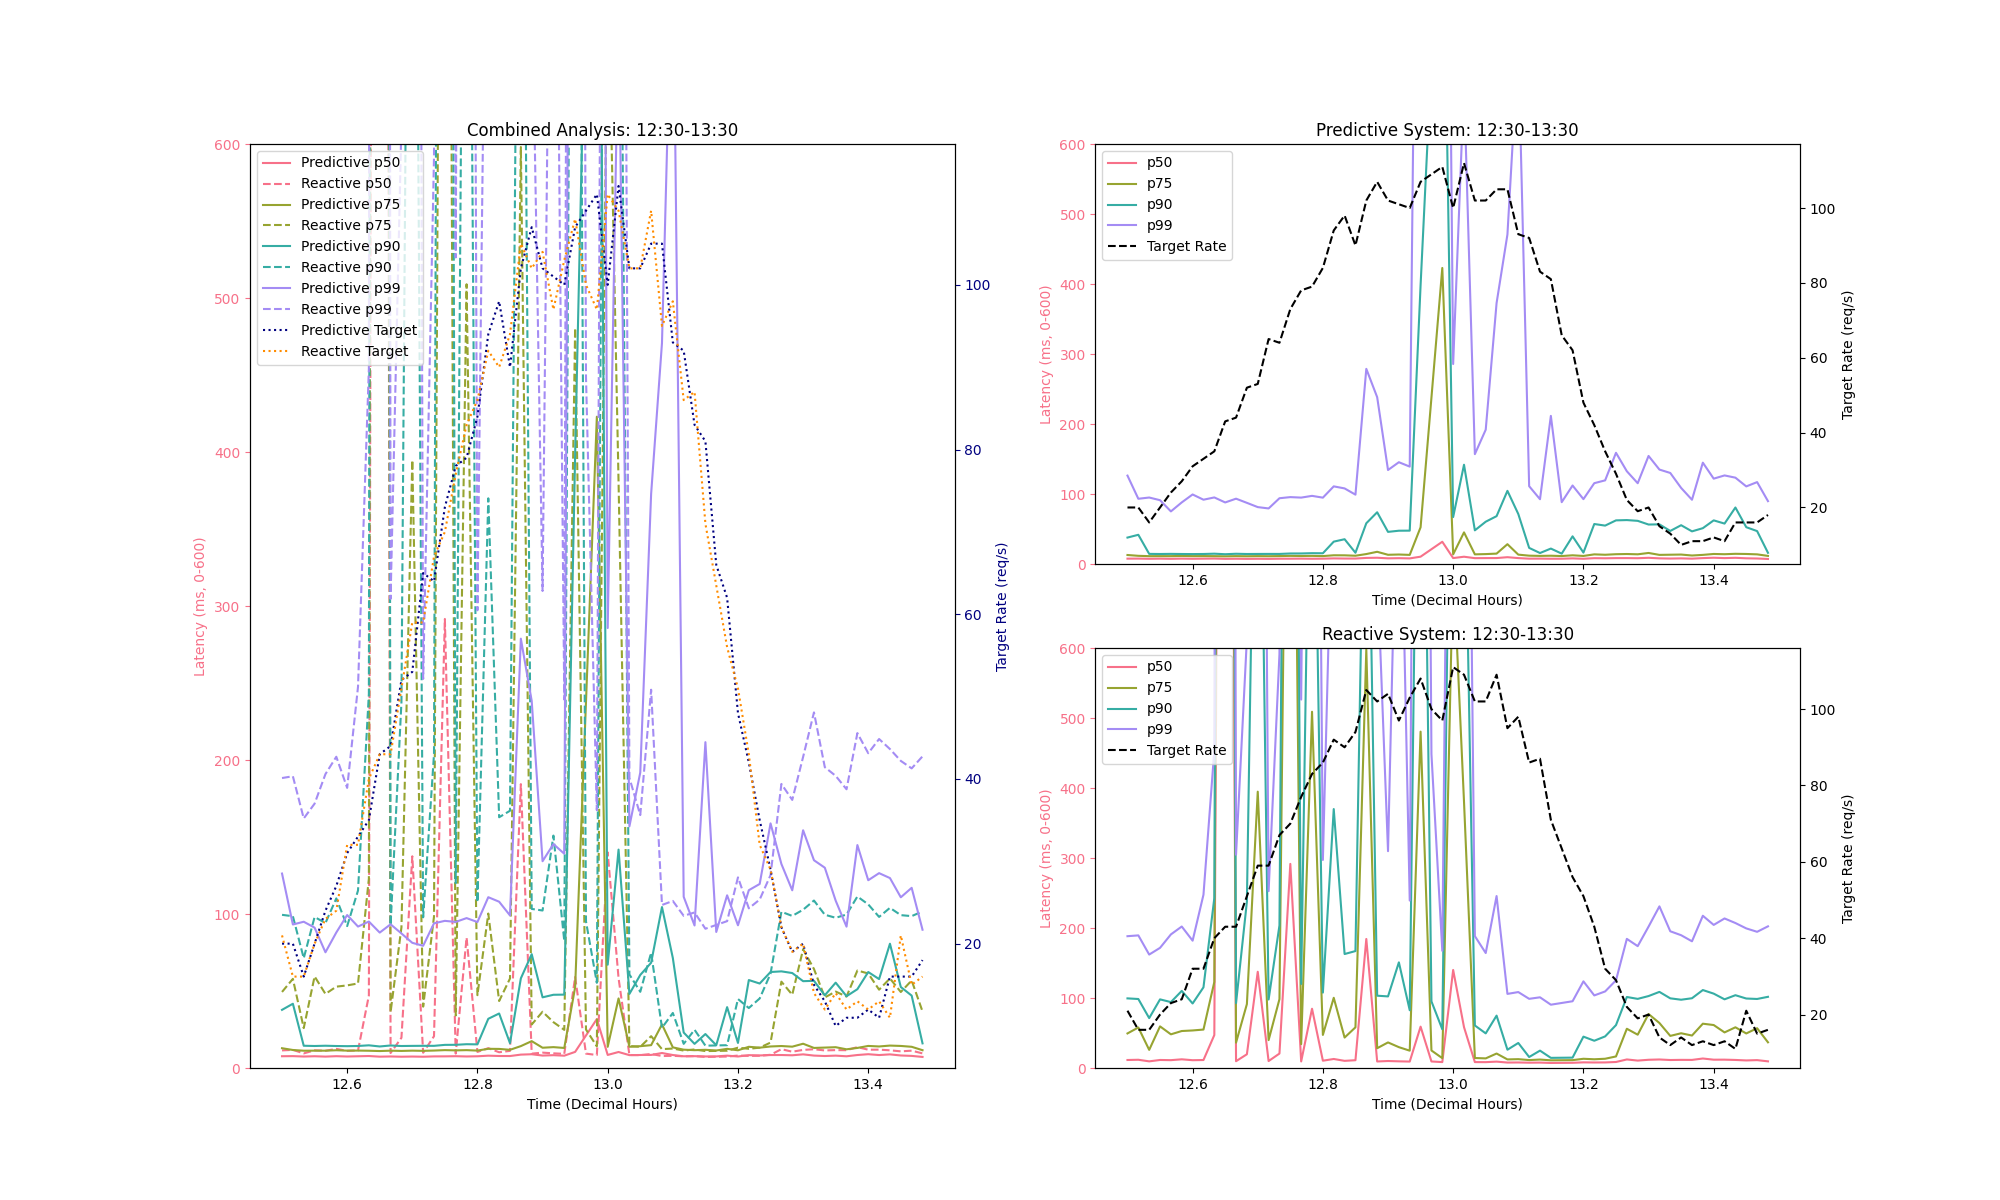 Combined Analysis: 12:30-13:30
600
500
400
300
200
100
0
Latency (ms, 0-600)
Predictive p50
Reactive p50
Predictive p75
Reactive p75
Predictive p90
Reactive p90
Predictive p99
Reactive p99
Predictive Target
Reactive Target
100
80
60
40
20
Target Rate (req/s)
12.6 12.8 13.0 13.2 13.4
Time (Decimal Hours)
Predictive System: 12:30-13:30
600
500
400
300
200
100
0
Latency (ms, 0-600)
p50
p75
p90
p99
Target Rate
100
80
60
40
20
Target Rate (req/s)
12.6 12.8 13.0 13.2 13.4
Time (Decimal Hours)
Reactive System: 12:30-13:30
600
500
400
300
200
100
0
Latency (ms, 0-600)
p50
p75
p90
p99
Target Rate
100
80
60
40
20
Target Rate (req/s)
12.6 12.8 13.0 13.2 13.4
Time (Decimal Hours)